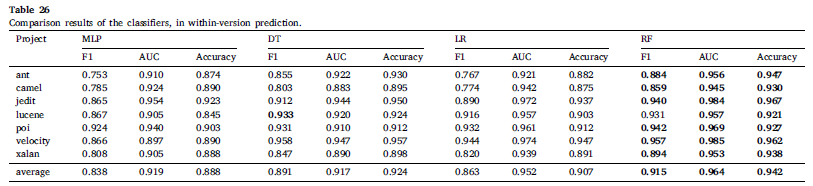 Table 26
Comparison results of the classifiers, in within-version prediction.
Project MLP DT LR RF
F1 AUC Accuracy F1 AUC Accuracy F1 AUC Accuracy F1 AUC Accuracy
ant 0.753 0.910 0.874 0.855 0.922 0.930 0.767 0.921 0.882 0.884 0.956 0.947
camel 0.785 0.924 0.890 0.803 0.883 0.895 0.774 0.942 0.875 0.859 0.945 0.930
jedit 0.865 0.954 0.923 0.912 0.944 0.950 0.890 0.972 0.937 0.940 0.984 0.967
lucene 0.867 0.905 0.845 0.933 0.920 0.924 0.916 0.957 0.903 0.931 0.957 0.921
poi 0.924 0.940 0.903 0.931 0.910 0.912 0.932 0.961 0.912 0.942 0.969 0.927
velocity 0.866 0.897 0.890 0.958 0.947 0.957 0.944 0.974 0.947 0.957 0.985 0.962
xalan 0.808 0.905 0.888 0.847 0.890 0.898 0.820 0.939 0.891 0.894 0.953 0.938
average 0.838 0.919 0.888 0.891 0.917 0.924 0.863 0.952 0.907 0.915 0.964 0.942